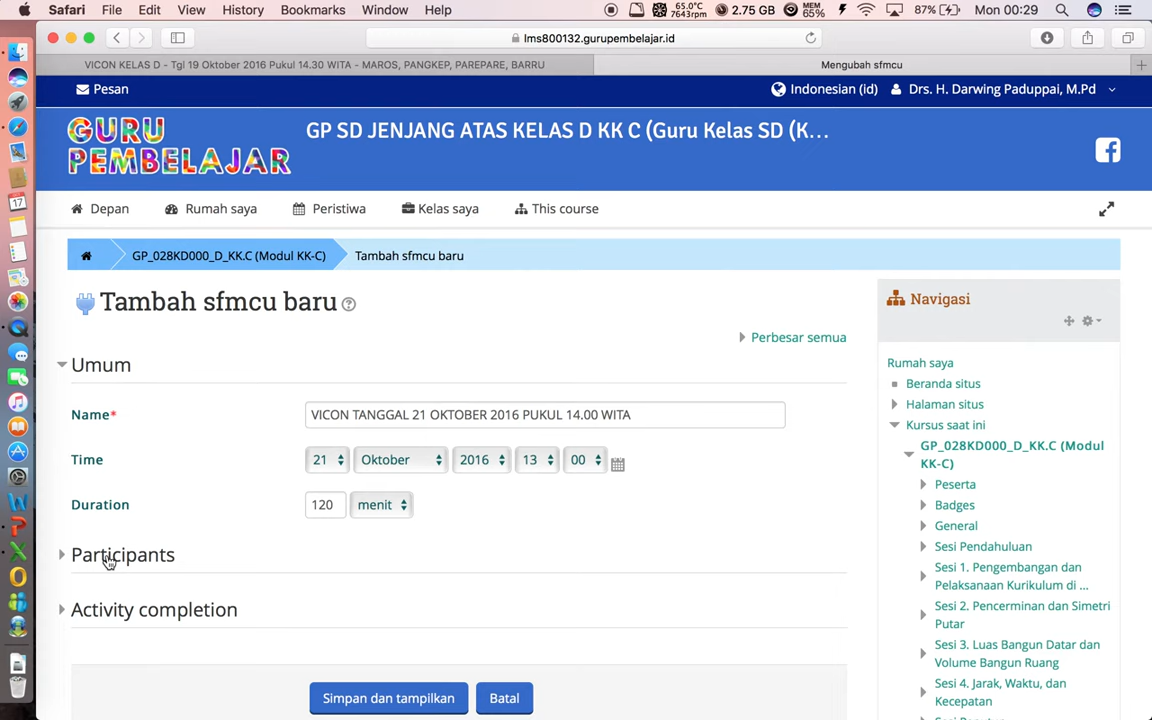 Safari File Edit View History Bookmarks Window Help 65.0°C 7643rpm 2.75 GB MEM 65% 87% Mon 00:29
lms800132.gurupembelajar.id
VICON KELAS D - Tgl 19 Oktober 2016 Pukul 14.30 WITA - MAROS, PANGKEP, PAREPARE, BARRU Mengubah sfmcu
Pesan Indonesian (id) Drs. H. Darwing Paduppai, M.Pd
GURU
PEMBELAJAR
GP SD JENJANG ATAS KELAS D KK C (Guru Kelas SD (K...
Depan Rumah saya Peristiwa Kelas saya This course
GP_028KD000_D_KK.C (Modul KK-C) Tambah sfmcu baru
Tambah sfmcu baru
Perbesar semua
Umum
Name* VICON TANGGAL 21 OKTOBER 2016 PUKUL 14.00 WITA
Time 21 Oktober 2016 13 00
Duration 120 menit
Participants
Activity completion
Simpan dan tampilkan Batal
Navigasi
Rumah saya
Beranda situs
Halaman situs
Kursus saat ini
GP_028KD000_D_KK.C (Modul
KK-C)
Peserta
Badges
General
Sesi Pendahuluan
Sesi 1. Pengembangan dan
Pelaksanaan Kurikulum di ...
Sesi 2. Pencerminan dan Simetri
Putar
Sesi 3. Luas Bangun Datar dan
Volume Bangun Ruang
Sesi 4. Jarak, Waktu, dan
Kecepatan